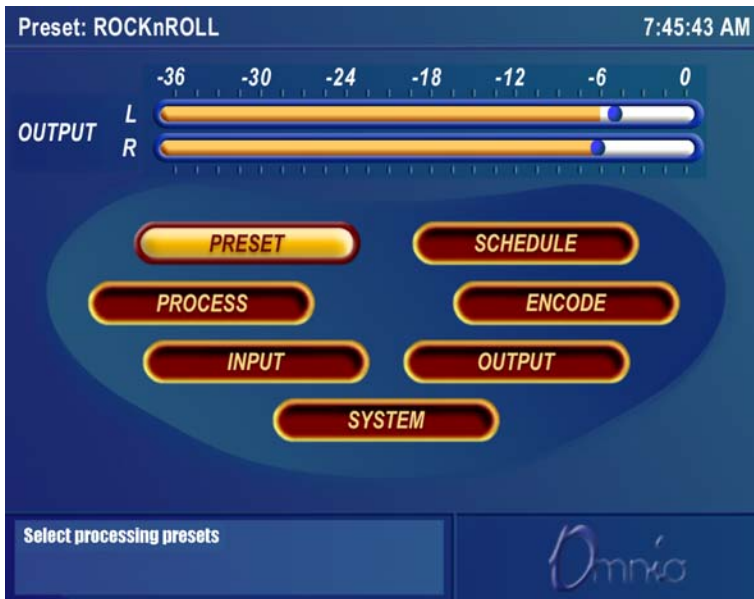 Preset: ROCKnROLL 7:45:43 AM
-36 -30 -24 -18 -12 -6 0
L
OUTPUT
R
PRESET SCHEDULE
PROCESS ENCODE
INPUT OUTPUT
SYSTEM
Select processing presets
Omnia